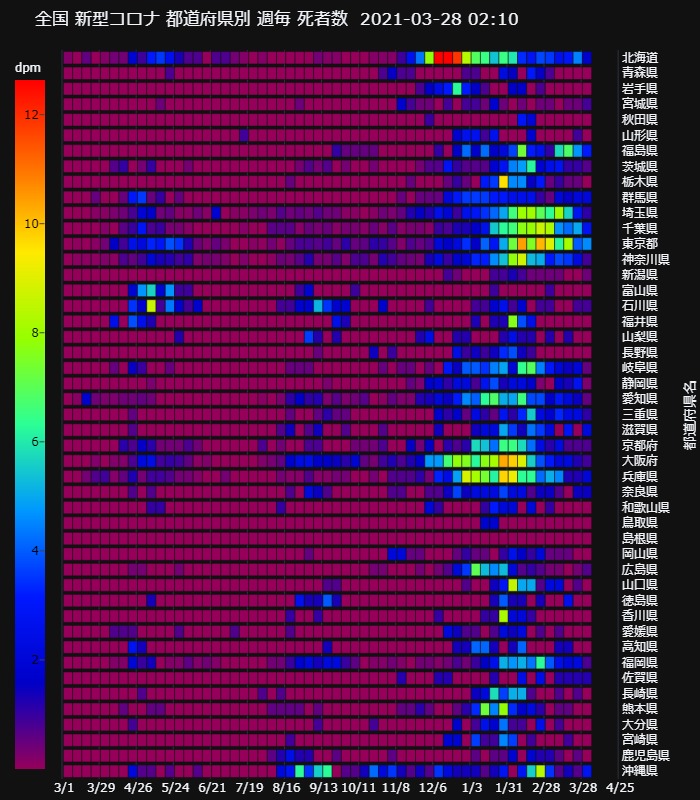 全国 新型コロナ 都道府県別 週毎 死者数 2021-03-28 02:10
dpm
12
10
8
6
4
2
北海道
青森県
岩手県
宮城県
秋田県
山形県
福島県
茨城県
栃木県
群馬県
埼玉県
千葉県
東京都
神奈川県
新潟県
富山県
石川県
福井県
山梨県
長野県
岐阜県
静岡県
愛知県
三重県
滋賀県
京都府
大阪府
兵庫県
奈良県
和歌山県
鳥取県
島根県
岡山県
広島県
山口県
徳島県
香川県
愛媛県
高知県
福岡県
佐賀県
長崎県
熊本県
大分県
宮崎県
鹿児島県
沖縄県
都道府県名
3/1 3/29 4/26 5/24 6/21 7/19 8/16 9/13 10/11 11/8 12/6 1/3 1/31 2/28 3/28 4/25